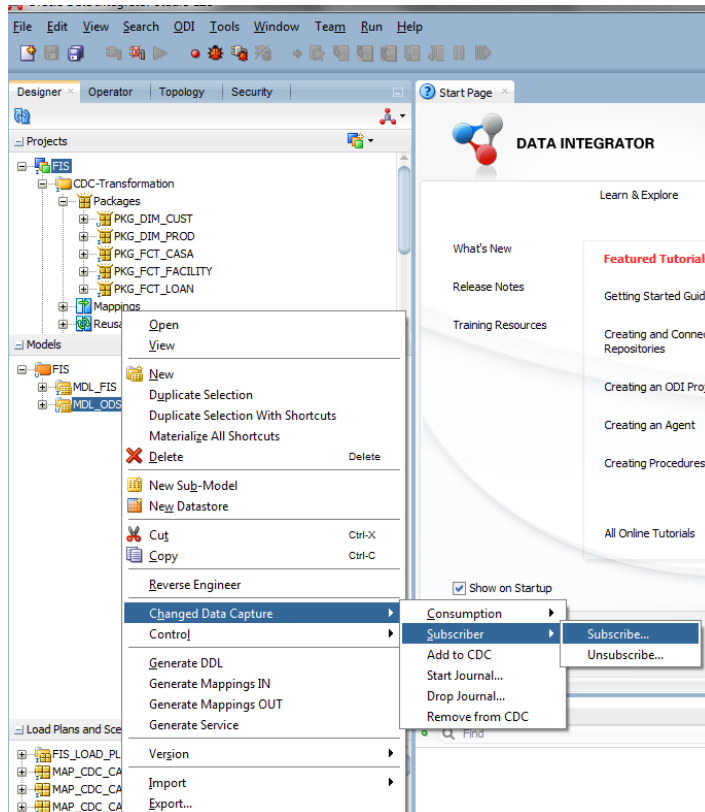 File Edit View Search ODI Tools Window Team Run Help
Designer Operator Topology Security
Start Page
Projects
FIS
CDC-Transformation
Packages
PKG_DIM_CUST
PKG_DIM_PROD
PKG_FCT_CASA
PKG_FCT_FACILITY
PKG_FCT_LOAN
Mappings
Reusa
Models
FIS
MDL_FIS
MDL_ODS
Open
View
New
Duplicate Selection
Duplicate Selection With Shortcuts
Materialize All Shortcuts
Delete Delete
New Sub-Model
New Datastore
Cut Ctrl-X
Copy Ctrl-C
Reverse Engineer
Changed Data Capture
Control
Generate DDL
Generate Mappings IN
Generate Mappings OUT
Generate Service
Version
Import
Export...
Consumption
Subscriber
Add to CDC
Start Journal...
Drop Journal...
Remove from CDC
Subscribe...
Unsubscribe...
Load Plans and Sce
FIS_LOAD_PL
MAP_CDC_CA
MAP_CDC_CA
MAP_CDC_CA
DATA INTEGRATOR
Learn & Explore
What's New
Release Notes
Training Resources
Featured Tutorial
Getting Started Guid
Creating and Connec
Repositories
Creating an ODI Proj
Creating an Agent
Creating Procedures
All Online Tutorials
Show on Startup
Find